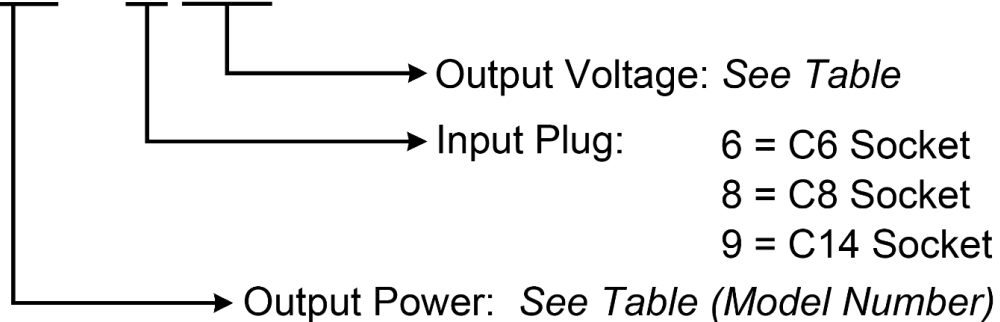 Output Voltage: See Table
Input Plug: 6 = C6 Socket
8 = C8 Socket
9 = C14 Socket
Output Power: See Table (Model Number)